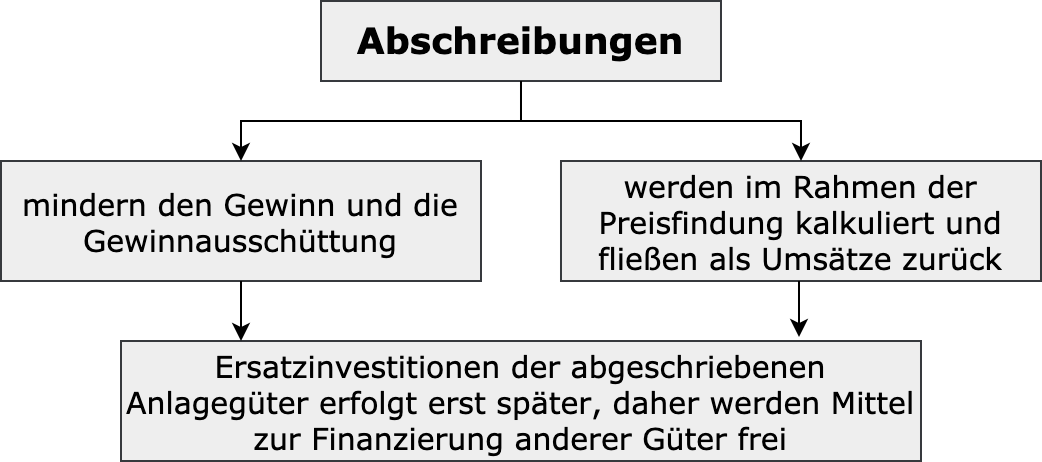 Abschreibungen
mindern den Gewinn und die
Gewinnausschüttung
werden im Rahmen der
Preisfindung kalkuliert und
fließen als Umsätze zurück
Ersatzinvestitionen der abgeschriebenen
Anlagegüter erfolgt erst später, daher werden Mittel
zur Finanzierung anderer Güter frei